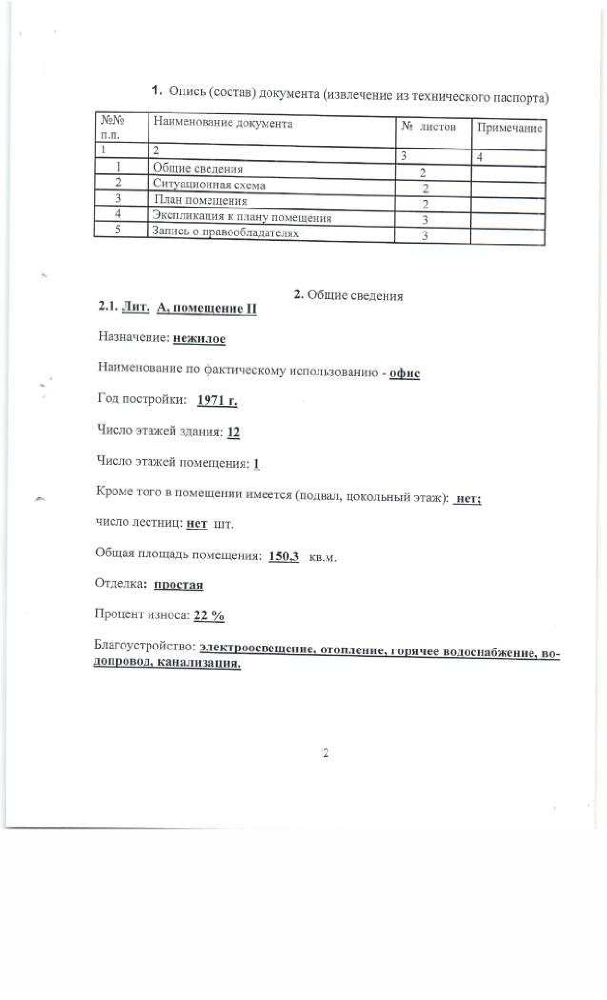 1. Опись (состав) документа (извлечение из технического паспорта)
№№ Наименование документа № листов Примечание
п.п.
1 2 3 4
1 Общие сведения 2
2 Ситуационная схема 2
3 План помещения 2
4 Экспликация к плану помещения 3
5 Запись о правообладателях 3
2. Общие сведения
2.1. Лит. А, помещение II
Назначение: нежилое
Наименование по фактическому использованию - офис
Год постройки: 1971 г.
Число этажей здания: 12
Число этажей помещения: 1
Кроме того в помещении имеется (подвал, цокольный этаж): нет;
число лестниц: нет шт.
Общая площадь помещения: 150,3 кв.м.
Отделка: простая
Процент износа: 22 %
Благоустройство: электроосвещение, отопление, горячее водоснабжение, во-
допровод, канализация.
2